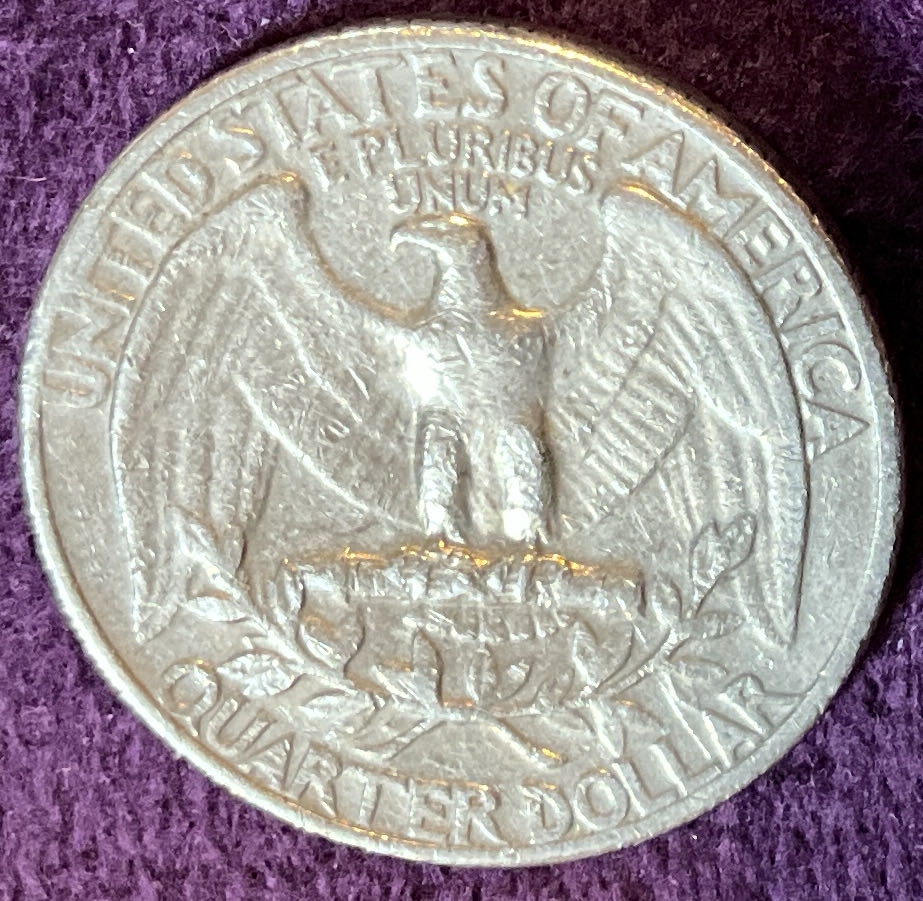 UNITED STATES OF AMERICA
E PLURIBUS
UNUM
QUARTER DOLLAR